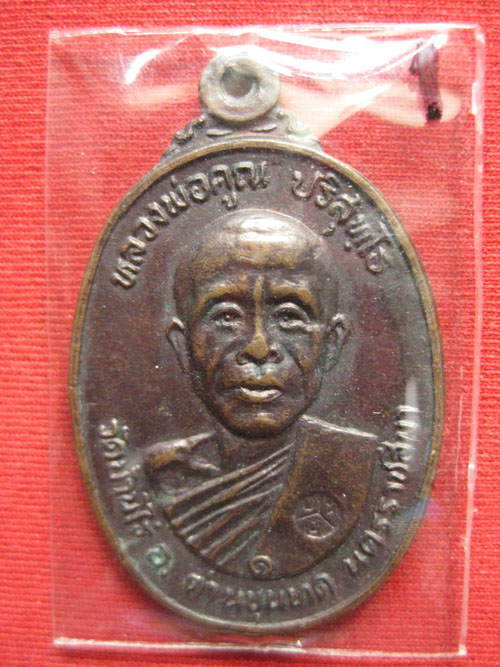 หลวงพ่อคูณ ปริสุทฺโธ
๑
วัดบ้านไร่ อ. ด่านขุนทด นครราชสีมา